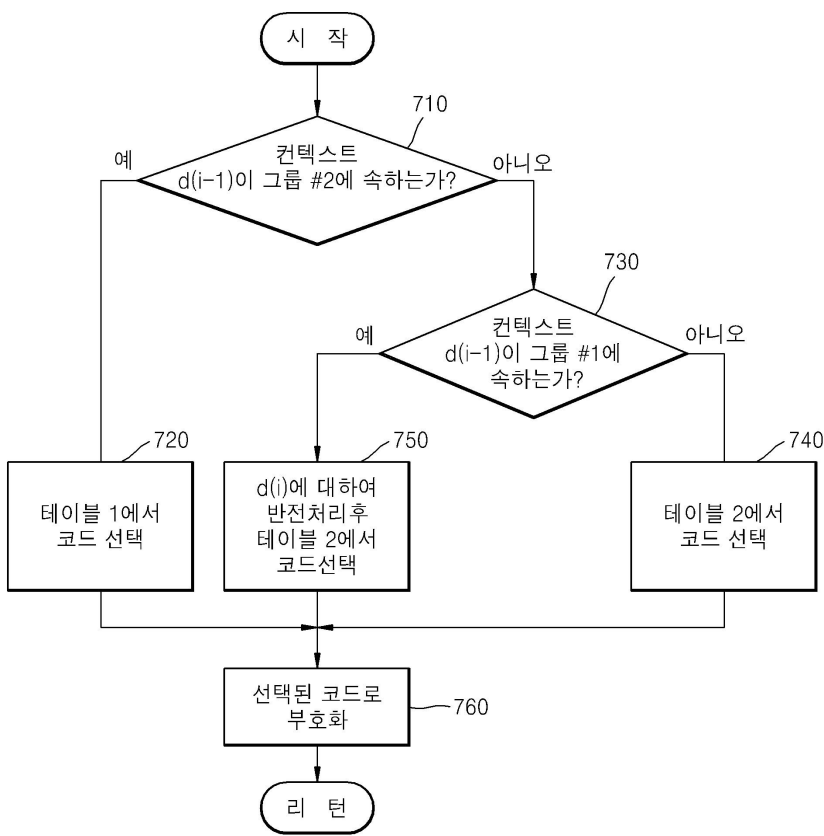 시 작
710
컨텍스트
d(i-1)이 그룹 #2에 속하는가?
예
아니오
730
컨텍스트
d(i-1)이 그룹 #1에
속하는가?
예
아니오
720
테이블 1에서
코드 선택
750
d(i)에 대하여
반전처리후
테이블 2에서
코드선택
740
테이블 2에서
코드 선택
선택된 코드로
부호화
760
리 턴